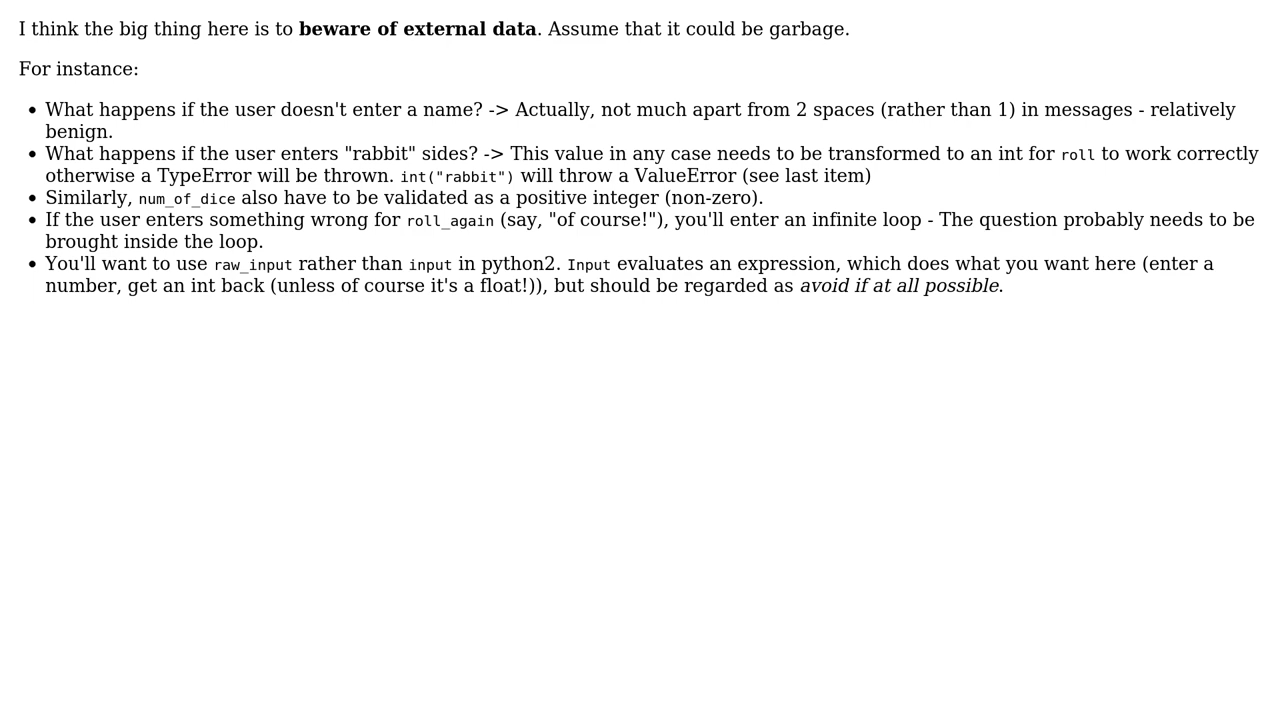 I think the big thing here is to beware of external data. Assume that it could be garbage.
For instance:
• What happens if the user doesn't enter a name? -> Actually, not much apart from 2 spaces (rather than 1) in messages - relatively
benign.
• What happens if the user enters "rabbit" sides? -> This value in any case needs to be transformed to an int for roll to work correctly
otherwise a TypeError will be thrown. int("rabbit") will throw a ValueError (see last item)
• Similarly, num_of_dice also have to be validated as a positive integer (non-zero).
• If the user enters something wrong for roll_again (say, "of course!"), you'll enter an infinite loop - The question probably needs to be
brought inside the loop.
• You'll want to use raw_input rather than input in python2. Input evaluates an expression, which does what you want here (enter a
number, get an int back (unless of course it's a float!)), but should be regarded as avoid if at all possible.